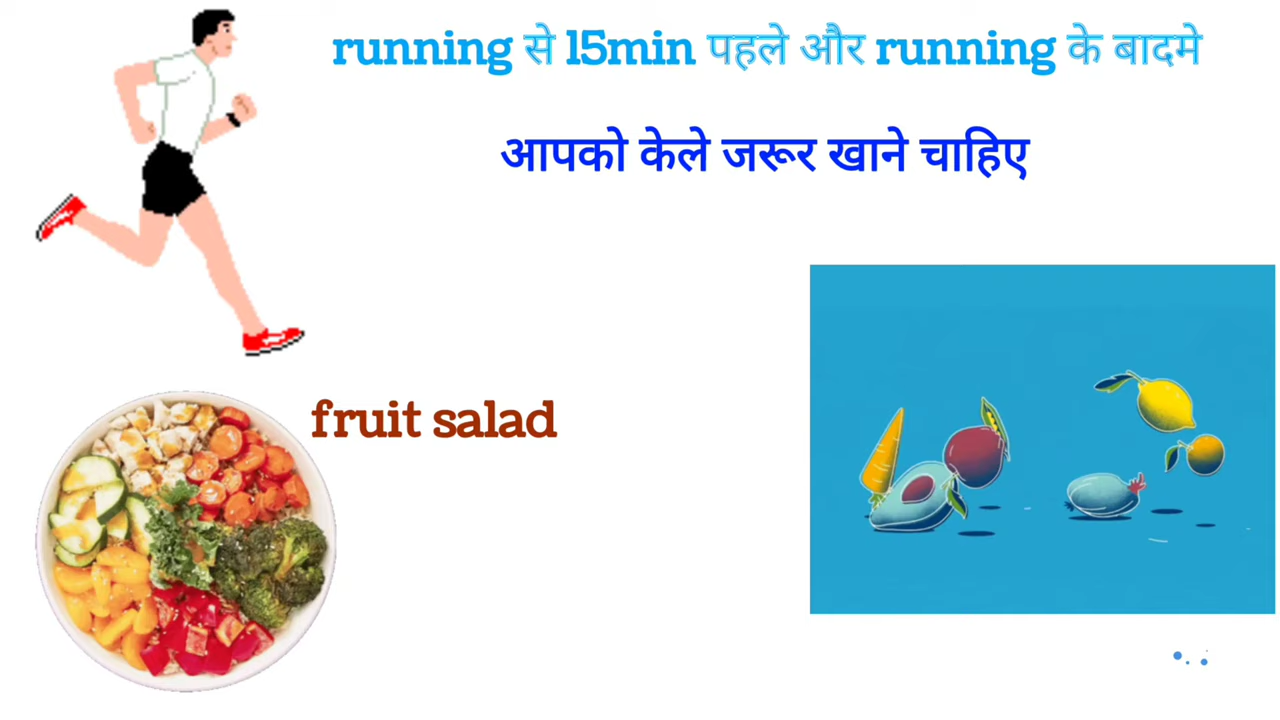 running से 15min पहले और running के बादमे
आपको केले जरूर खाने चाहिए
fruit salad